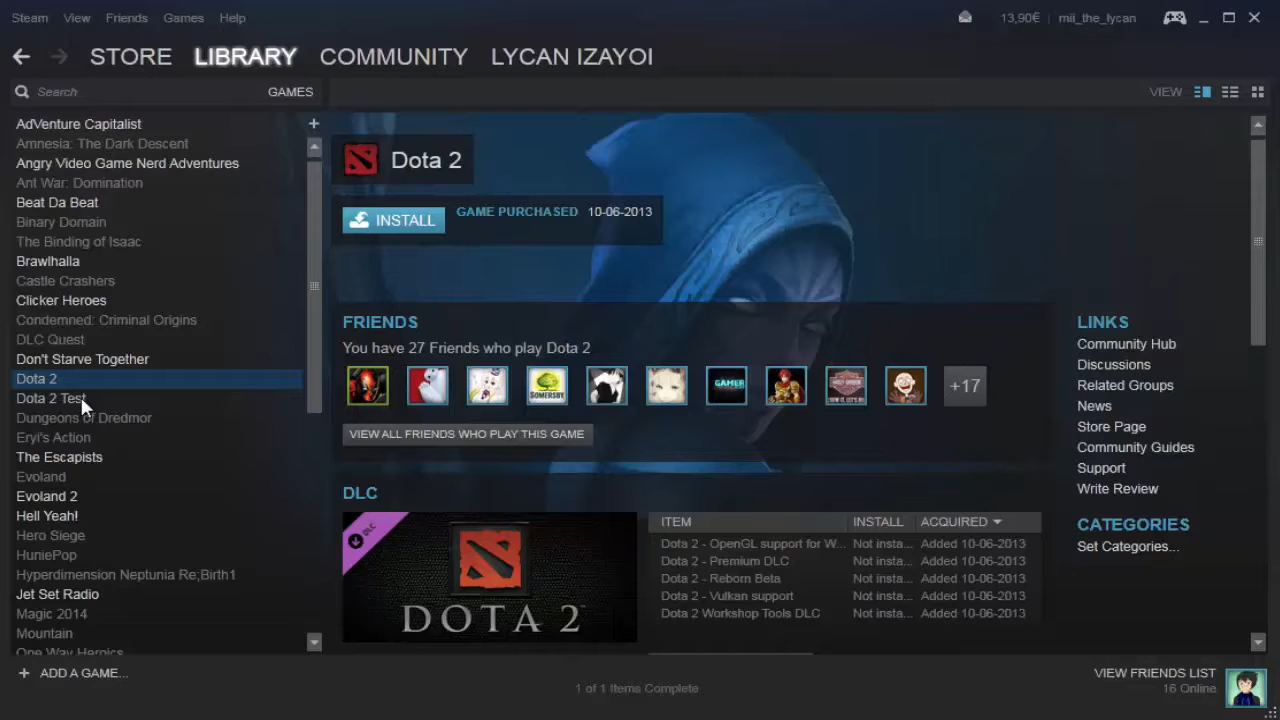 Steam View Friends Games Help 13,90€ mii_the_lycan
STORE LIBRARY COMMUNITY LYCAN IZAYOI
Search GAMES VIEW
AdVenture Capitalist
Amnesia: The Dark Descent
Angry Video Game Nerd Adventures
Ant War: Domination
Beat Da Beat
Binary Domain
The Binding of Isaac
Brawlhalla
Castle Crashers
Clicker Heroes
Condemned: Criminal Origins
DLC Quest
Don't Starve Together
Dota 2
Dota 2 Test
Dungeons of Dredmor
Eryi's Action
The Escapists
Evoland
Evoland 2
Hell Yeah!
Hero Siege
HuniePop
Hyperdimension Neptunia Re;Birth1
Jet Set Radio
Magic 2014
Mountain
One Way Heroics
+ ADD A GAME...
Dota 2
INSTALL GAME PURCHASED 10-06-2013
FRIENDS
You have 27 Friends who play Dota 2
SOMERSBY GAMER +17
VIEW ALL FRIENDS WHO PLAY THIS GAME
DLC
DLC
DOTA 2
ITEM INSTALL ACQUIRED
Dota 2 - OpenGL support for W... Not insta... Added 10-06-2013
Dota 2 - Premium DLC Not insta... Added 10-06-2013
Dota 2 - Reborn Beta Not insta... Added 10-06-2013
Dota 2 - Vulkan support Not insta... Added 10-06-2013
Dota 2 Workshop Tools DLC Not insta... Added 10-06-2013
LINKS
Community Hub
Discussions
Related Groups
News
Store Page
Community Guides
Support
Write Review
CATEGORIES
Set Categories...
1 of 1 Items Complete
VIEW FRIENDS LIST
16 Online